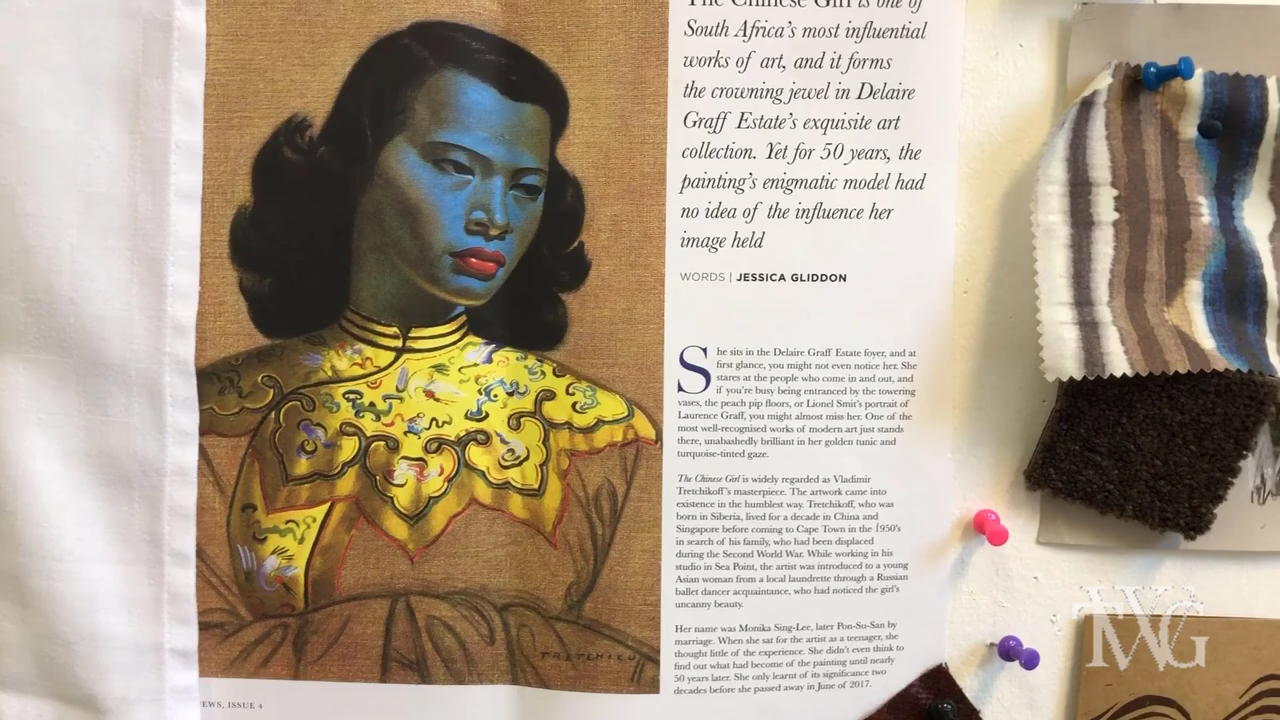 The Chinese Girl is one of
South Africa's most influential
works of art, and it forms
the crowning jewel in Delaire
Graff Estate's exquisite art
collection. Yet for 50 years, the
painting's enigmatic model had
no idea of the influence her
image held
WORDS | JESSICA GLIDDON
She sits in the Delaire Graff Estate foyer, and at
first glance, you might not even notice her. She
stares at the people who come in and out, and
if you're busy being entranced by the towering
vases, the peach pip floors, or Lionel Smit's portrait of
Laurence Graff, you might almost miss her. One of the
most well-recognised works of modern art just stands
there, unabashedly brilliant in her golden tunic and
turquoise-tinted gaze.
The Chinese Girl is widely regarded as Vladimir
Tretchikoff's masterpiece. The artwork came into
existence in the humblest way. Tretchikoff, who was
born in Siberia, lived for a decade in China and
Singapore before coming to Cape Town in the 1950's
in search of his family, who had been displaced
during the Second World War. While working in his
studio in Sea Point, the artist was introduced to a young
Asian woman from a local laundrette through a Russian
ballet dancer acquaintance, who had noticed the girl's
uncanny beauty.
Her name was Monika Sing-Lee, later Pon-Su-San by
marriage. When she sat for the artist as a teenager, she
thought little of the experience. She didn't even think to
find out what had become of the painting until nearly
50 years later. She only learnt of its significance two
decades before she passed away in June of 2017.
ISSUE 4
TWG